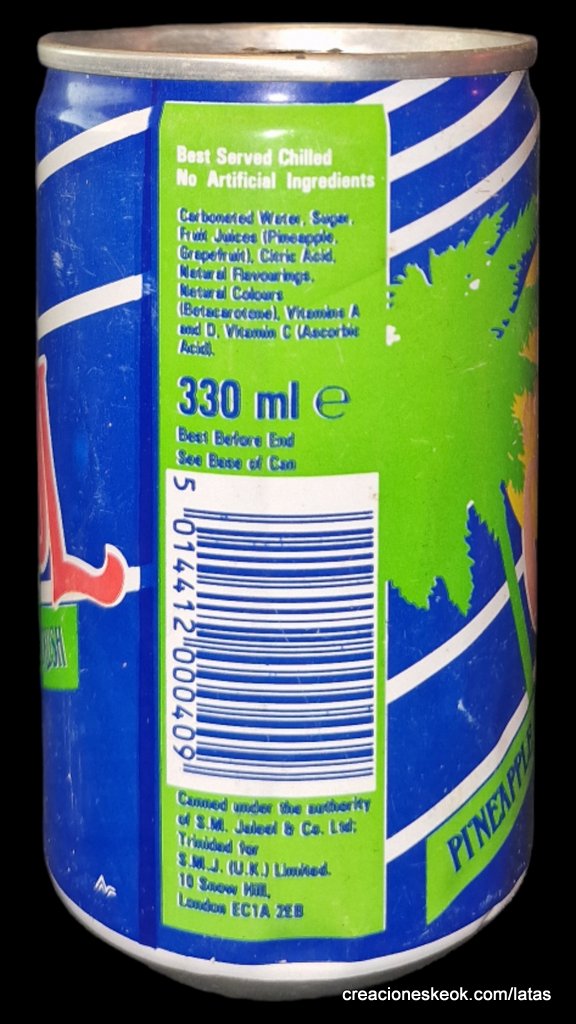 Best Served Chilled
No Artificial Ingredients
Carbonated Water, Sugar,
Fruit Juices (Pineapple,
Grapefruit), Citric Acid,
Natural Flavourings,
Natural Colours
(Betacarotene), Vitamins A
and D, Vitamin C (Ascorbic
Acid).
330 ml ℮
Best Before End
See Base of Can
5 014412 000409
Canned under the authority
of S.M. Jaleel & Co. Ltd;
Trinidad for
S.M.J. (U.K.) Limited.
10 Snow Hill,
London EC1A 2EB
PINEAPPLE
creacioneskeok.com/latas